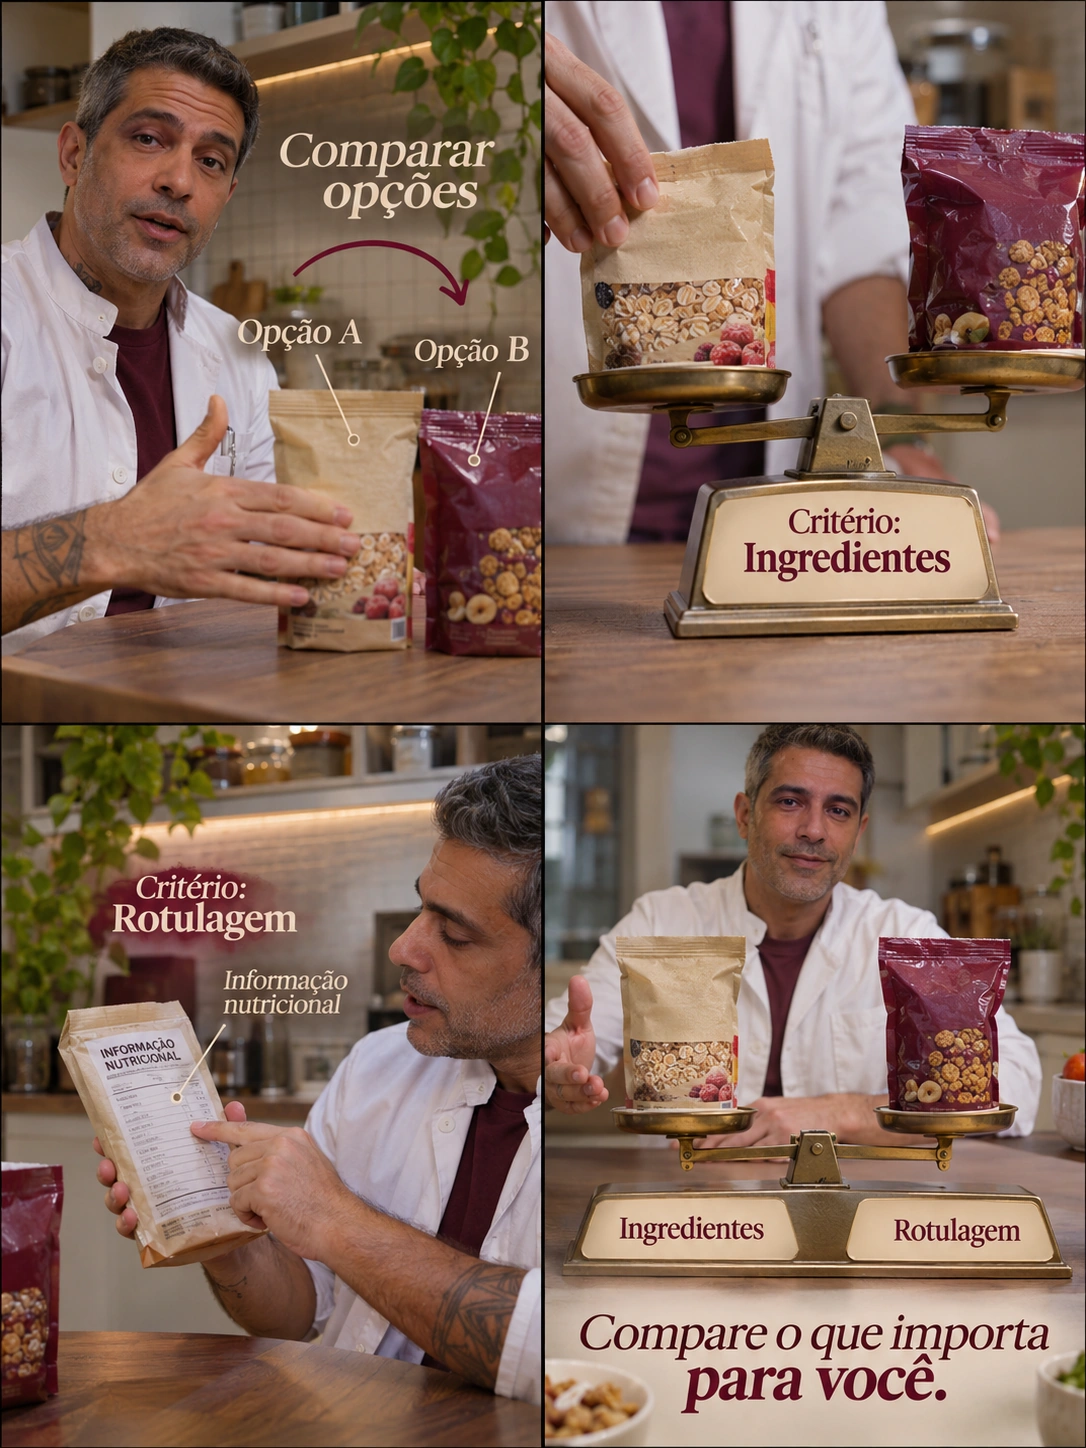 Comparar
opções
Opção A
Opção B
Critério:
Ingredientes
Critério:
Rotulagem
Informação
nutricional
INFORMAÇÃO
NUTRICIONAL
Ingredientes
Rotulagem
Compare o que importa
para você.